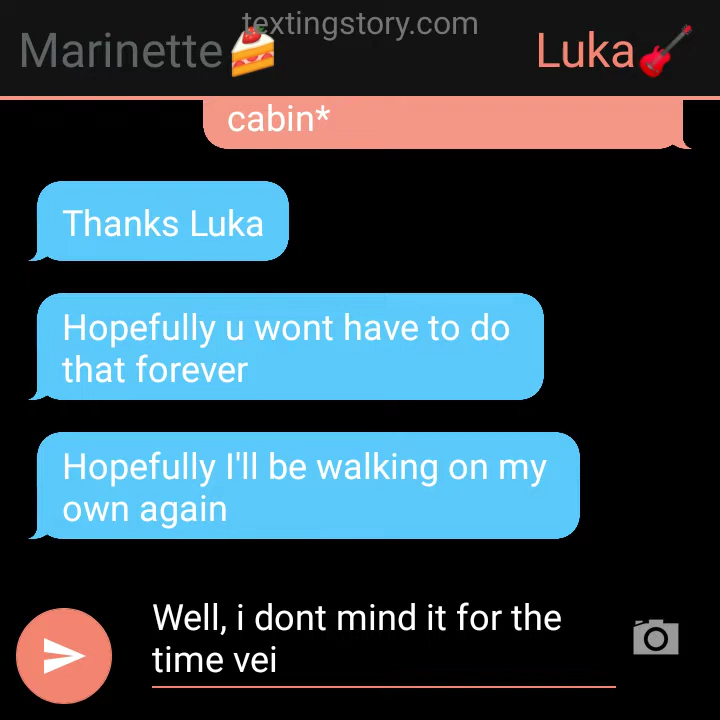 textingstory.com
Marinette🍰 Luka🎸
cabin*
Thanks Luka
Hopefully u wont have to do
that forever
Hopefully I'll be walking on my
own again
Well, i dont mind it for the
time vei